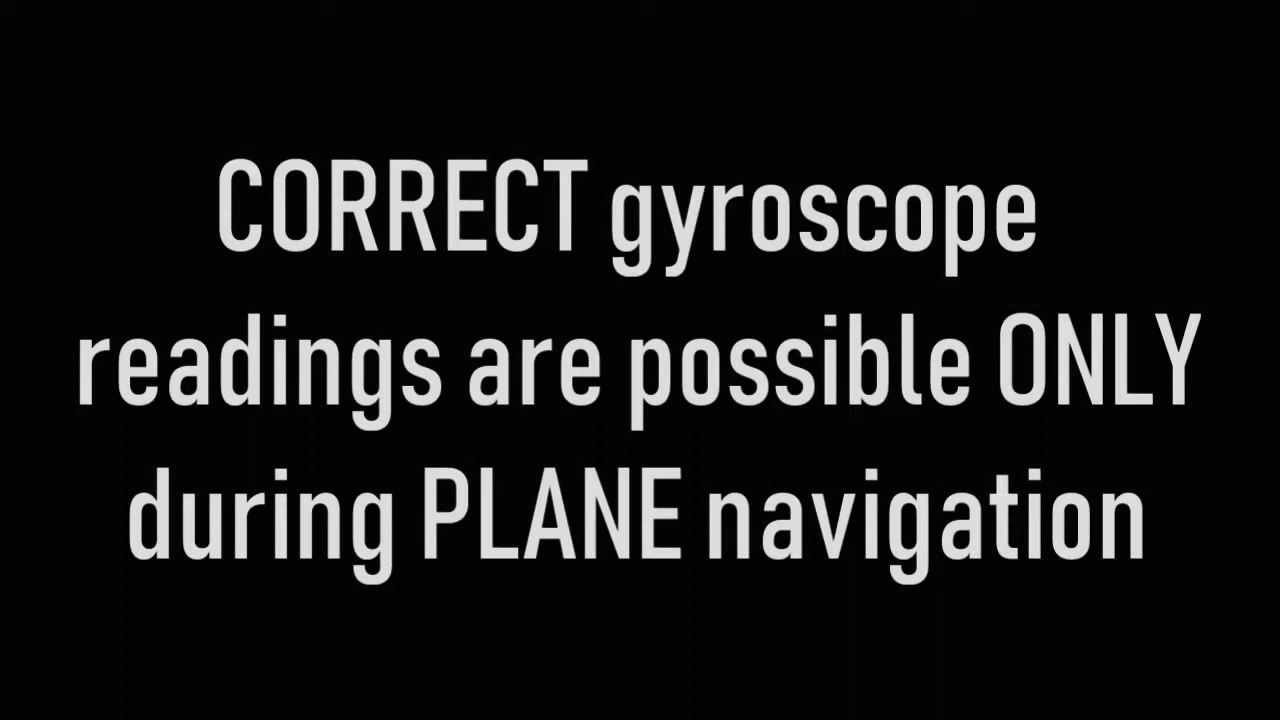 CORRECT gyroscope
readings are possible ONLY
during PLANE navigation